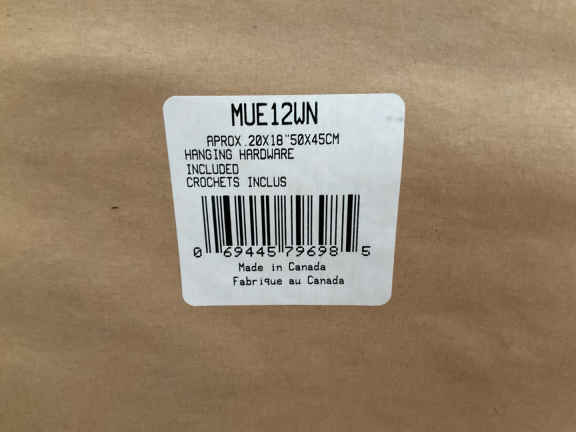 MUE12WN
APROX.20X18"50X45CM
HANGING HARDWARE
INCLUDED
CROCHETS INCLUS
0 69445 79698 5
Made in Canada
Fabrique au Canada